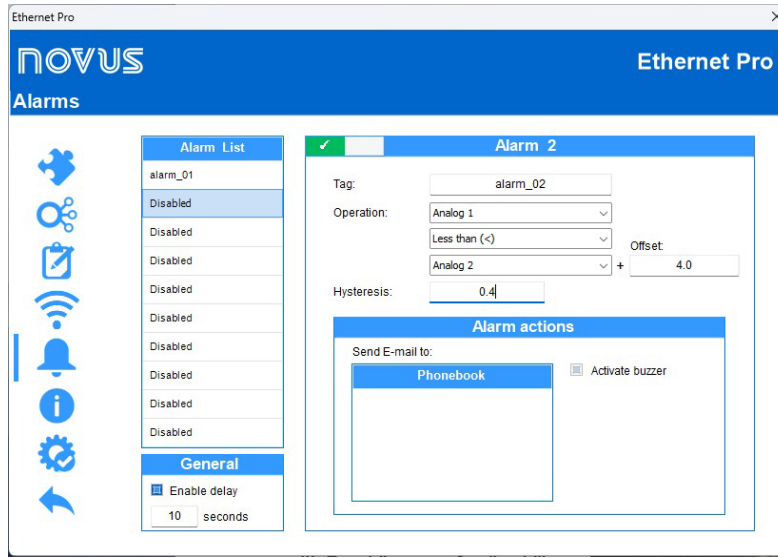 Ethernet Pro
novus
Ethernet Pro
Alarms
Alarm List
alarm_01
Disabled
Disabled
Disabled
Disabled
Disabled
Disabled
Disabled
Disabled
Disabled
General
Enable delay
10 seconds
Alarm 2
Tag: alarm_02
Operation: Analog 1
Less than (<)
Offset:
Analog 2 + 4.0
Hysteresis: 0.4
Alarm actions
Send E-mail to:
Phonebook
Activate buzzer